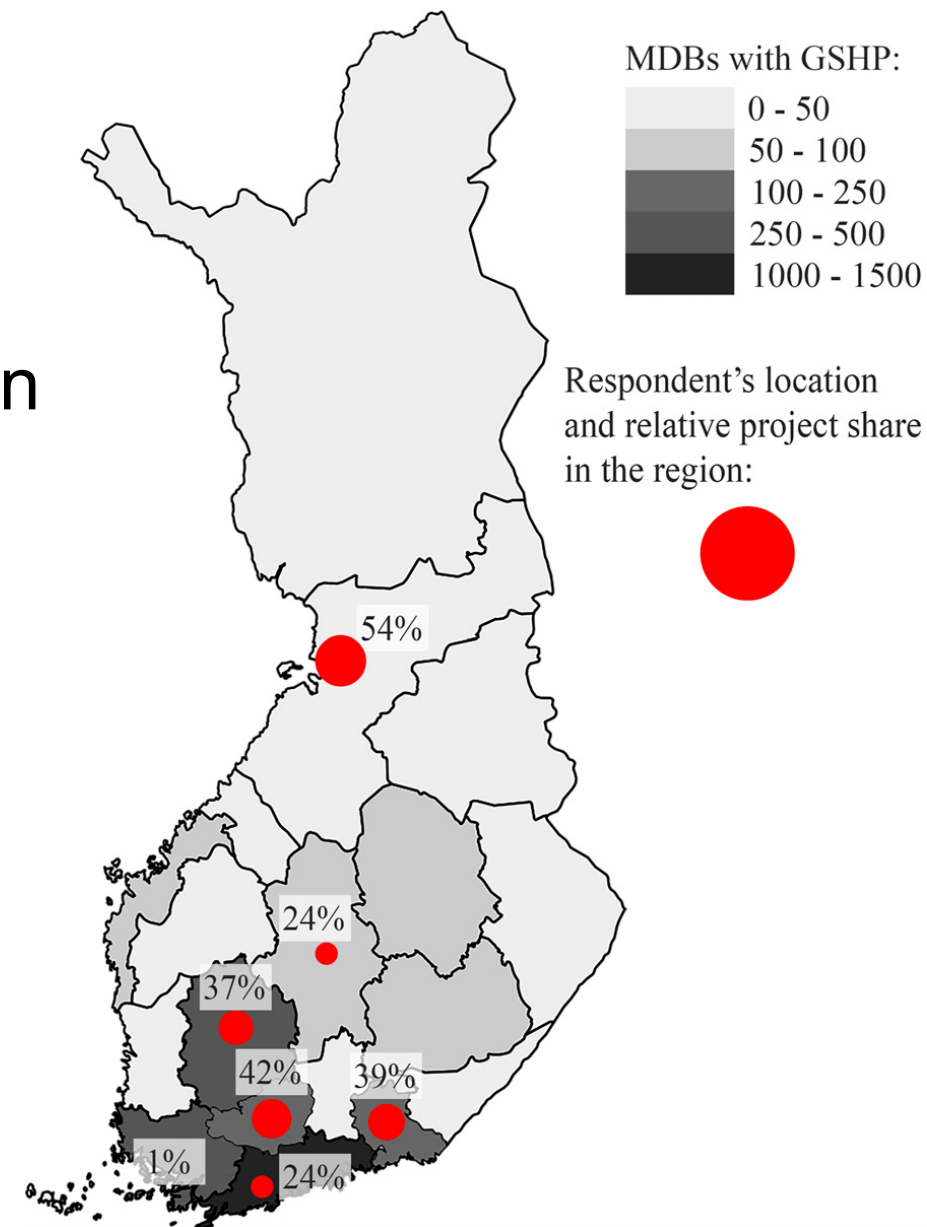 MDBs with GSHP:
0 - 50
50 - 100
100 - 250
250 - 500
1000 - 1500
n
Respondent’s location
and relative project share
in the region:
54%
24%
37%
42%
39%
1%
24%